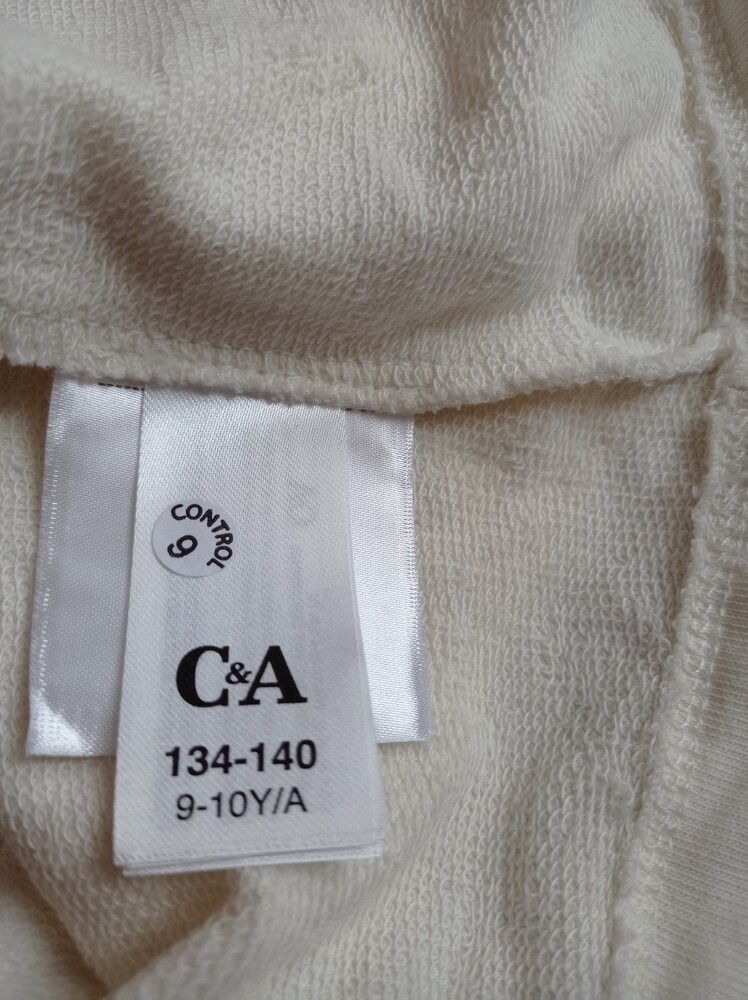 CONTROL
9
C&A
134-140
9-10Y/A